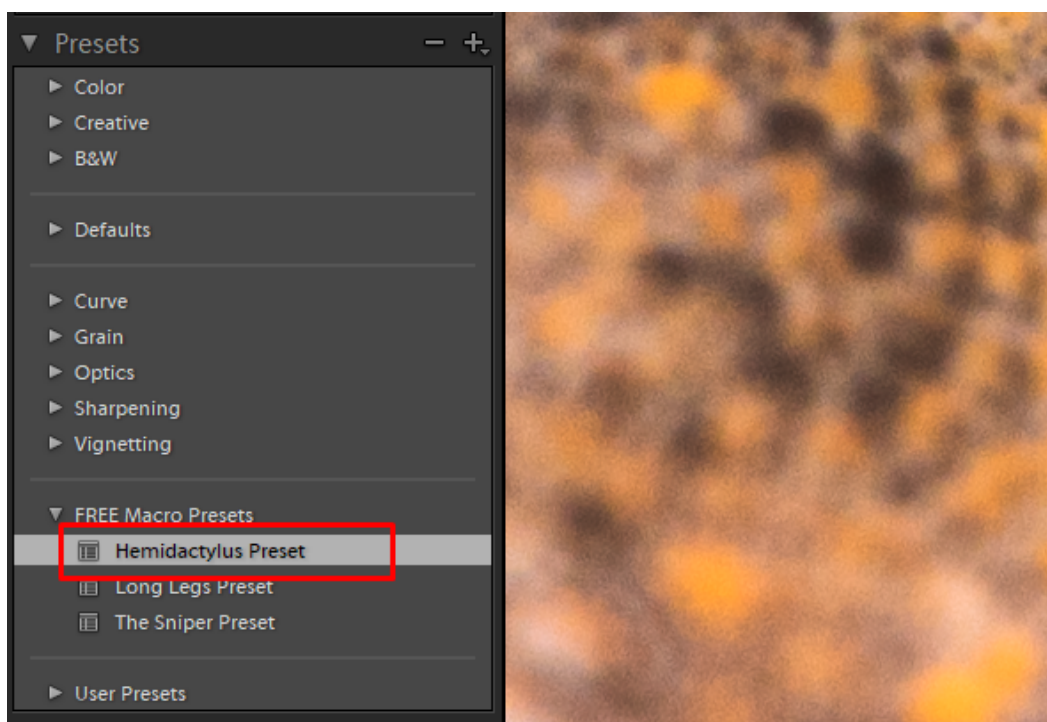 Presets
Color
Creative
B&W
Defaults
Curve
Grain
Optics
Sharpening
Vignetting
FREE Macro Presets
Hemidactylus Preset
Long Legs Preset
The Sniper Preset
User Presets